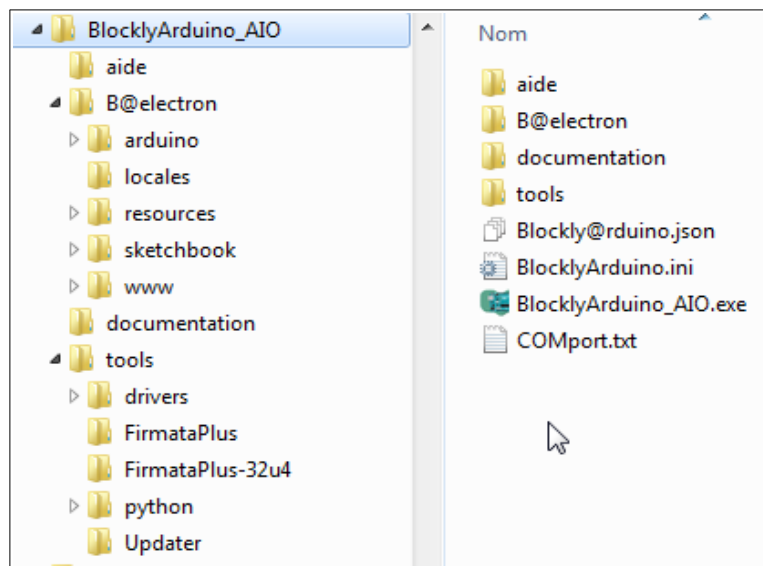 BlocklyArduino_AIO
aide
B@electron
arduino
locales
resources
sketchbook
www
documentation
tools
drivers
FirmataPlus
FirmataPlus-32u4
python
Updater
Nom
aide
B@electron
documentation
tools
Blockly@rduino.json
BlocklyArduino.ini
BlocklyArduino_AIO.exe
COMport.txt